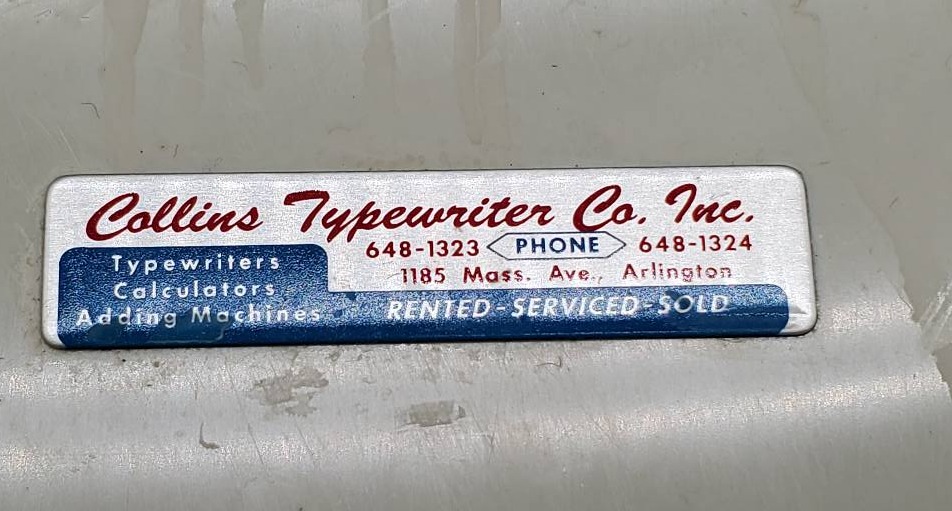 Collins Typewriter Co. Inc.
648-1323 PHONE 648-1324
1185 Mass. Ave., Arlington
Typewriters
Calculators
Adding Machines
RENTED-SERVICED-SOLD